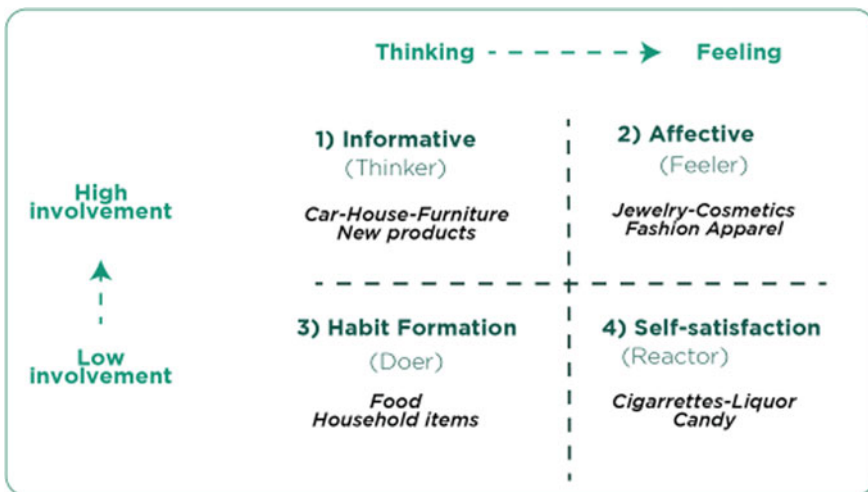 Thinking
Feeling
High
involvement
Low
involvement
1) Informative
(Thinker)
Car-House-Furniture
New products
2) Affective
(Feeler)
Jewelry-Cosmetics
Fashion Apparel
3) Habit Formation
(Doer)
Food
Household items
4) Self-satisfaction
(Reactor)
Cigarrettes-Liquor
Candy